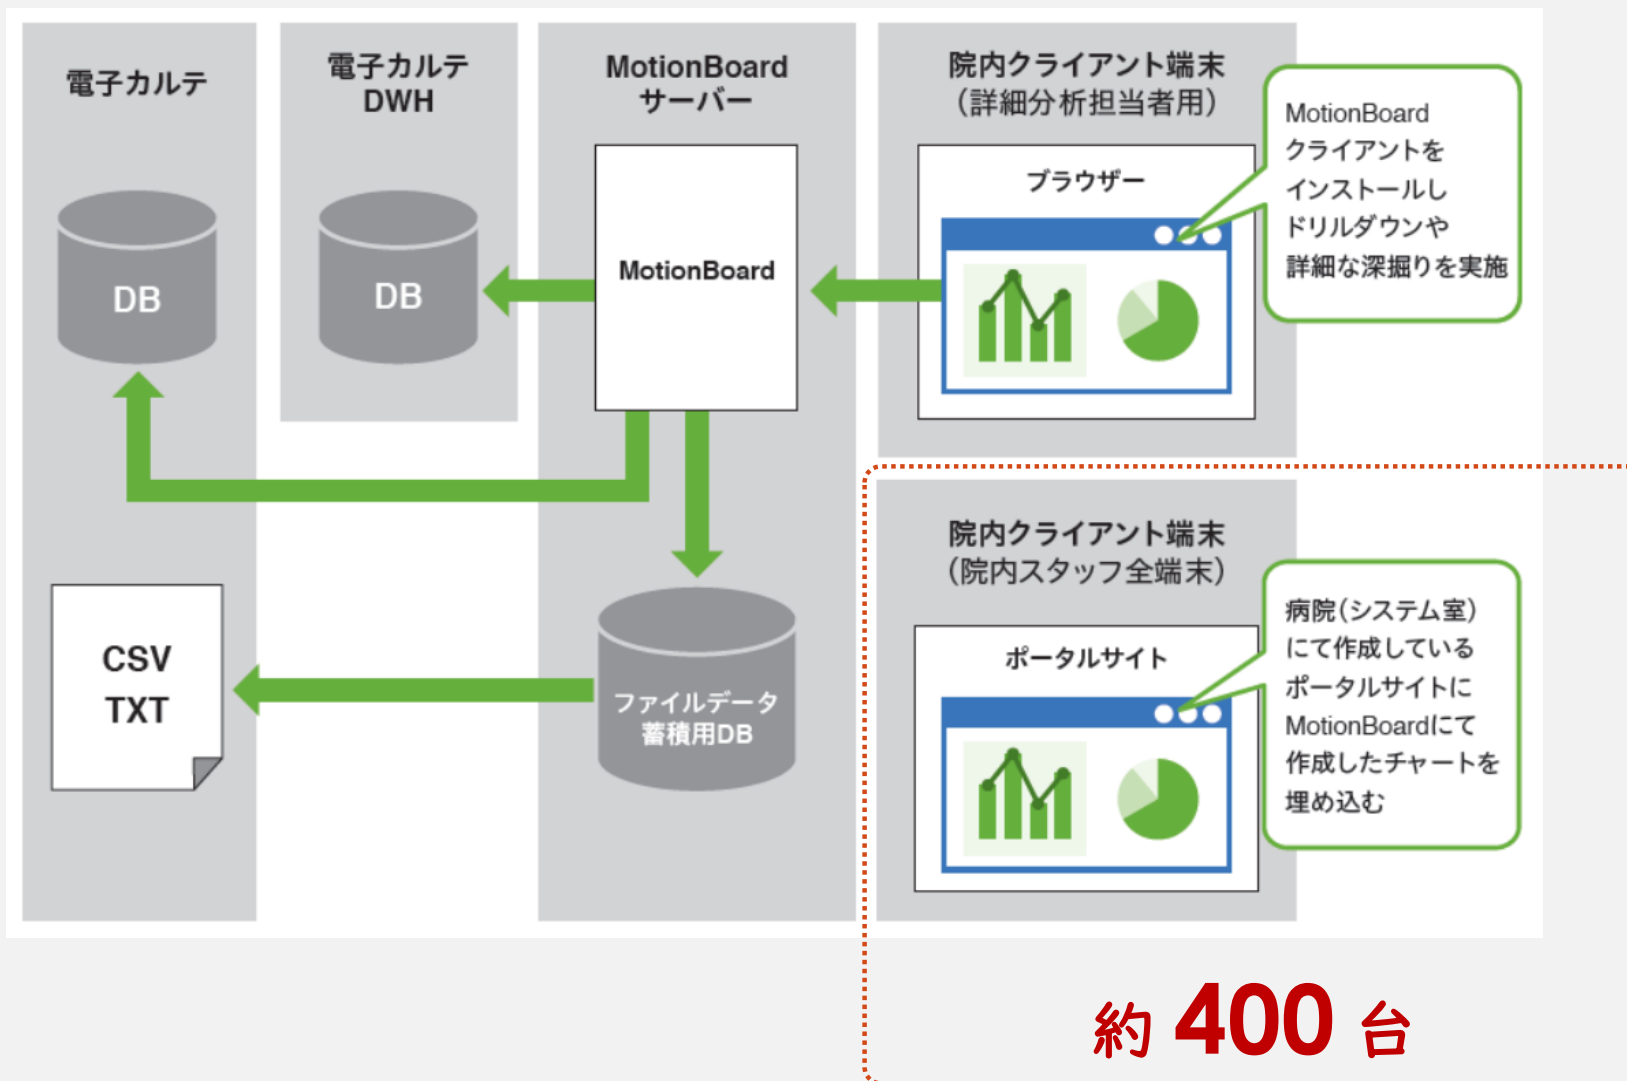 電子カルテ
DB
CSV
TXT
電子カルテ
DWH
DB
MotionBoard
サーバー
MotionBoard
ファイルデータ
蓄積用DB
院内クライアント端末
（詳細分析担当者用）
ブラウザー
MotionBoard
クライアントを
インストールし
ドリルダウンや
詳細な深掘りを実施
院内クライアント端末
（院内スタッフ全端末）
ポータルサイト
病院（システム室）
にて作成している
ポータルサイトに
MotionBoardにて
作成したチャートを
埋め込む
約 400 台